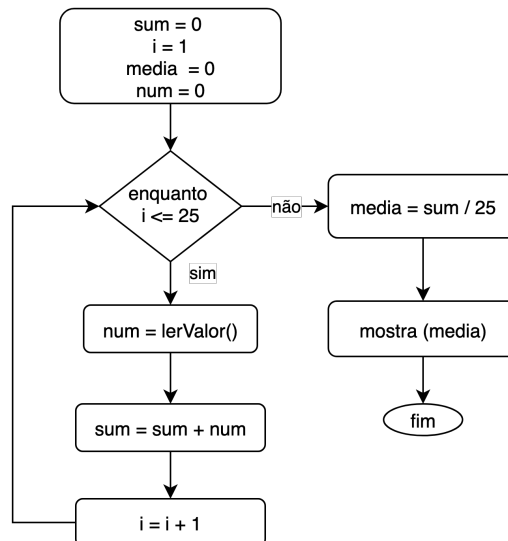 sum = 0
i = 1
media = 0
num = 0
enquanto
i <= 25
não
media = sum / 25
sim
num = lerValor()
mostra (media)
sum = sum + num
fim
i = i + 1